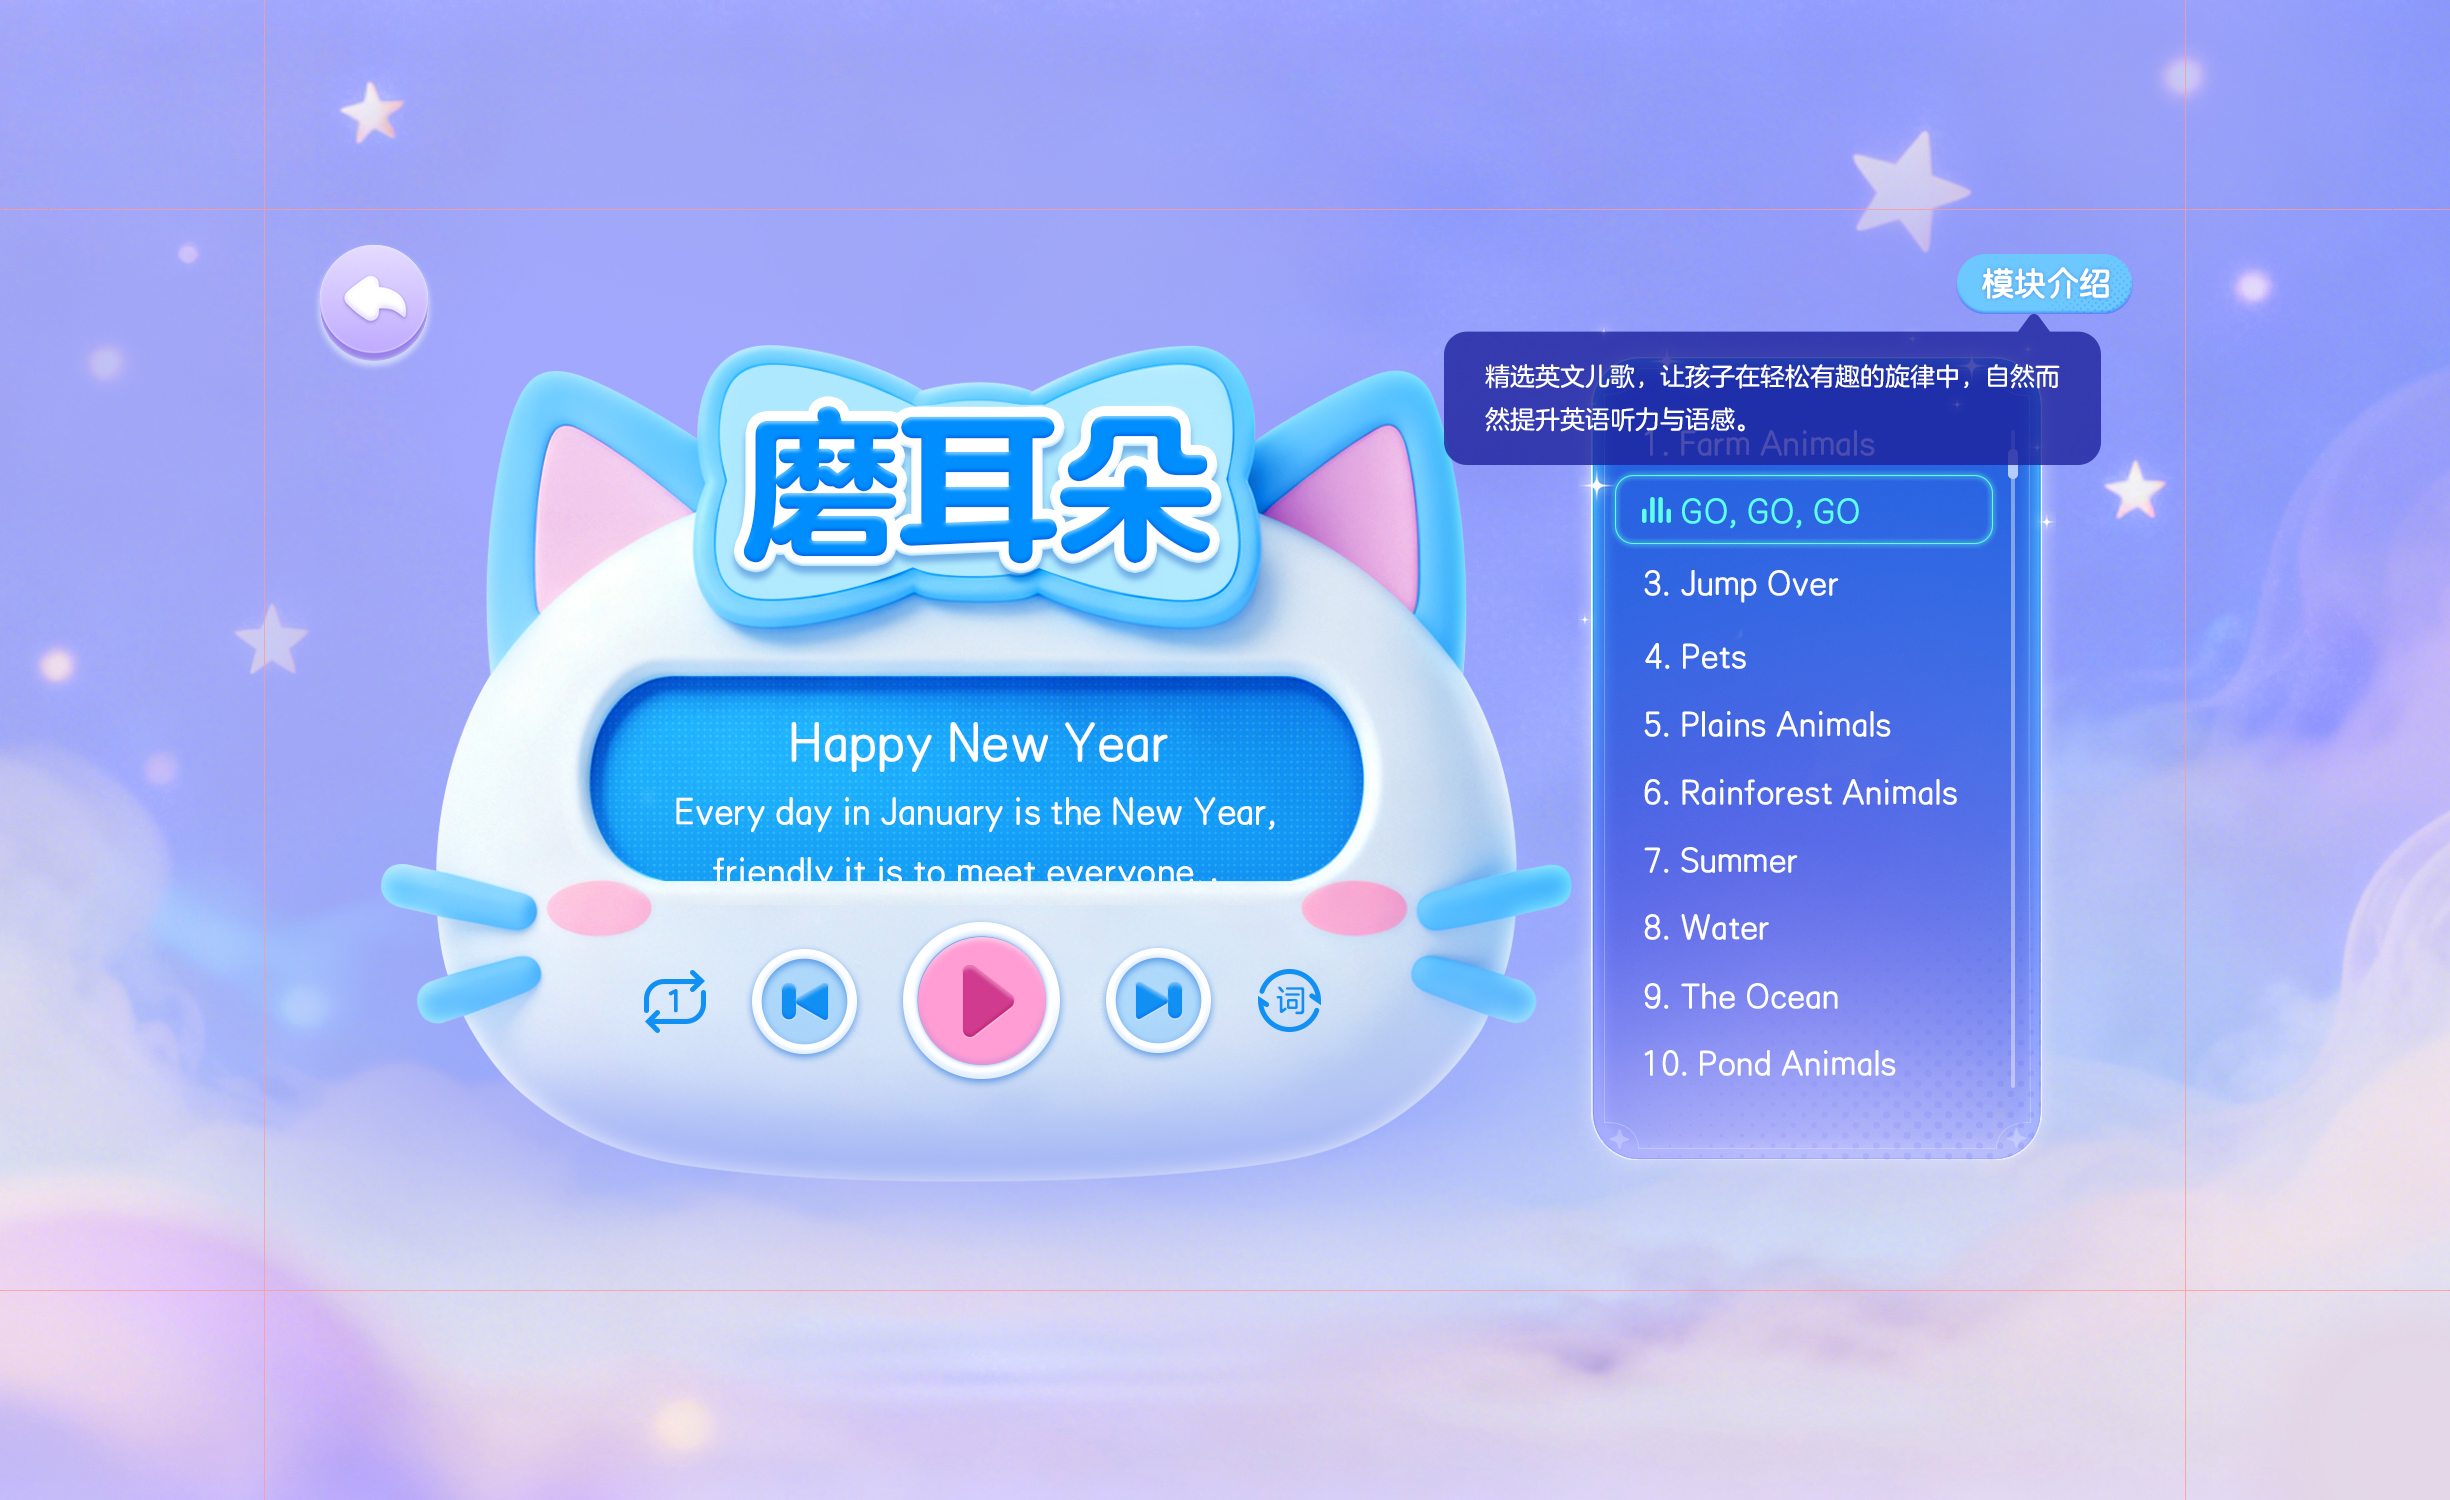 模块介绍
精选英文儿歌，让孩子在轻松有趣的旋律中，自然而
然提升英语听力与语感。
磨耳朵
Happy New Year
Every day in January is the New Year,
friendly it is to meet everyone. .
1
词
1. Farm Animals
GO, GO, GO
3. Jump Over
4. Pets
5. Plains Animals
6. Rainforest Animals
7. Summer
8. Water
9. The Ocean
10. Pond Animals